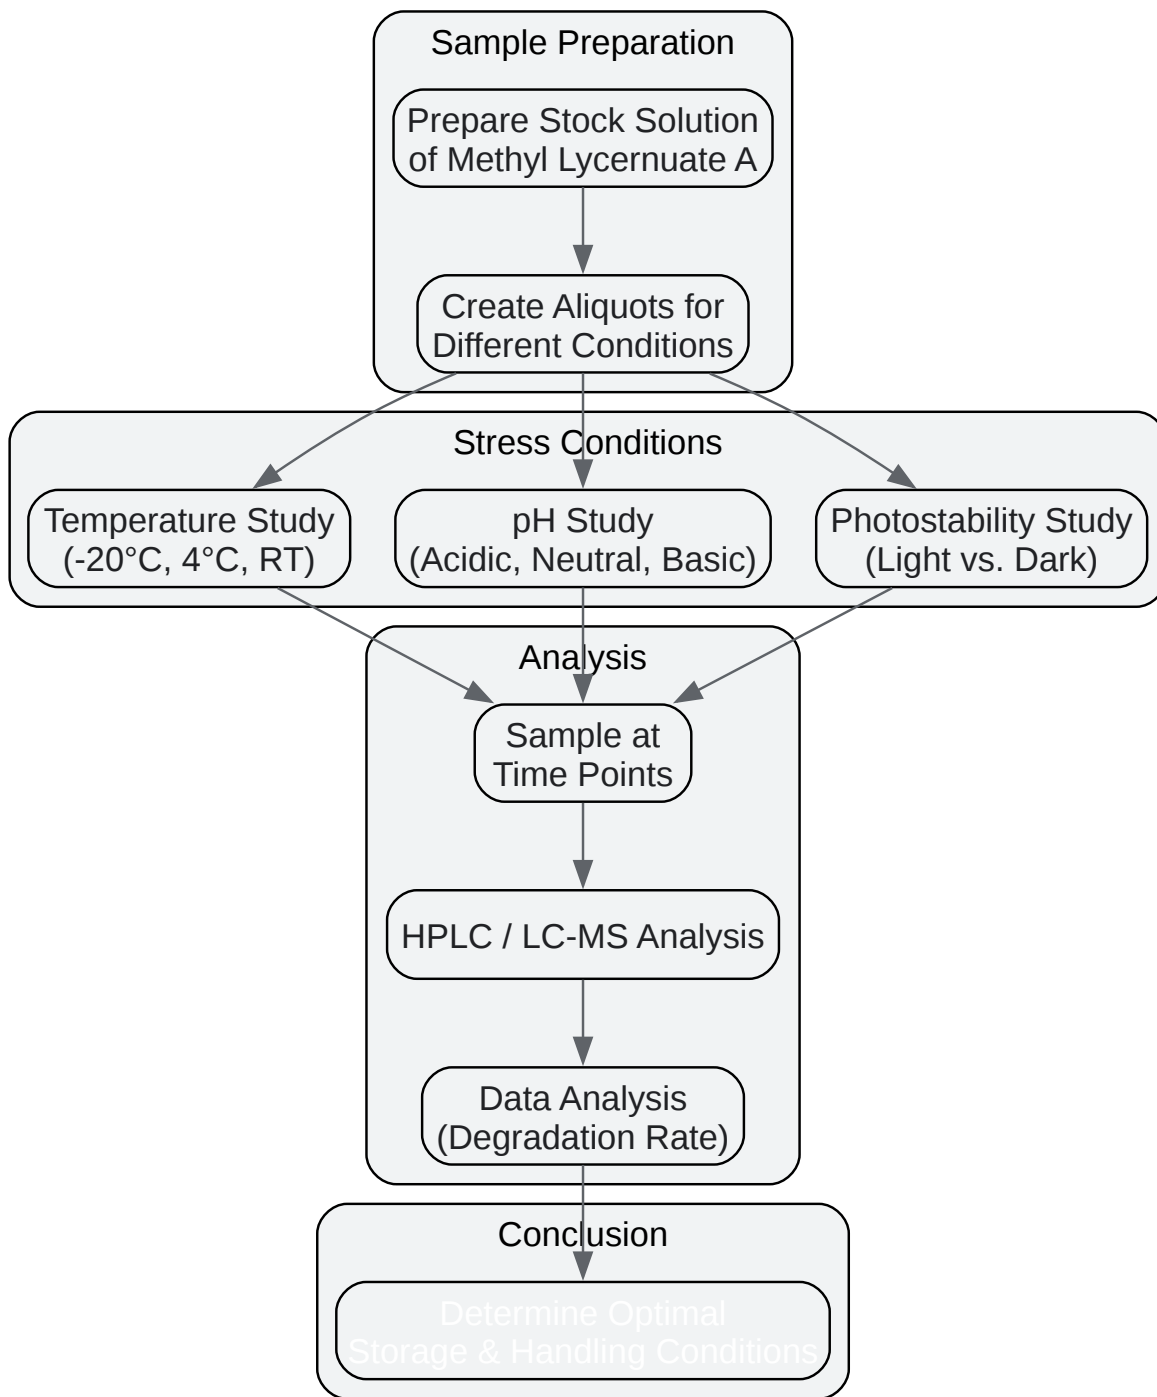 Sample Preparation
Prepare Stock Solution
of Methyl Lycernuate A
Create Aliquots for
Different Conditions
Stress Conditions
Temperature Study
(-20°C, 4°C, RT)
pH Study
(Acidic, Neutral, Basic)
Photostability Study
(Light vs. Dark)
Analysis
Sample at
Time Points
HPLC / LC-MS Analysis
Data Analysis
(Degradation Rate)
Conclusion
Determine Optimal
Storage & Handling Conditions